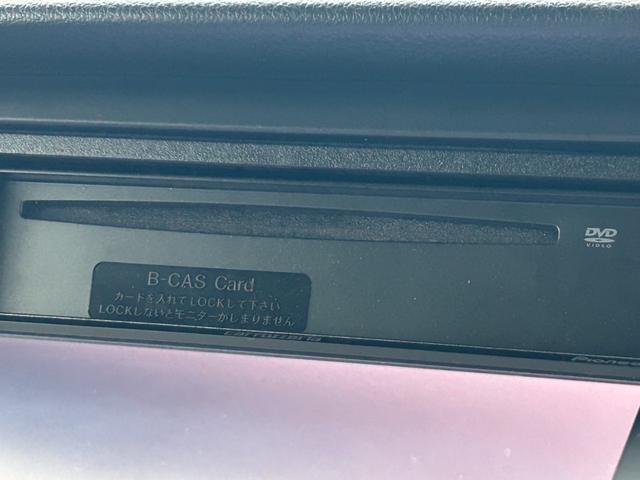 DVD
VIDEO
B-CAS Card
カードを入れてLOCKして下さい
LOCKしないとモニターがしまりません
carrozzeria
Pioneer